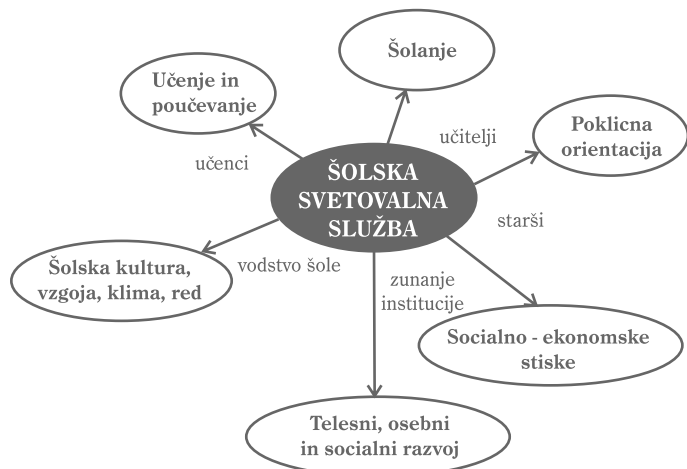 Šolanje
Učenje in
poučevanje
učitelji
Poklicna
orientacija
učenci
ŠOLSKA
SVETOVALNA
SLUŽBA
starši
Šolska kultura,
vzgoja, klima, red
vodstvo šole
zunanje
institucije
Socialno - ekonomske
stiske
Telesni, osebni
in socialni razvoj